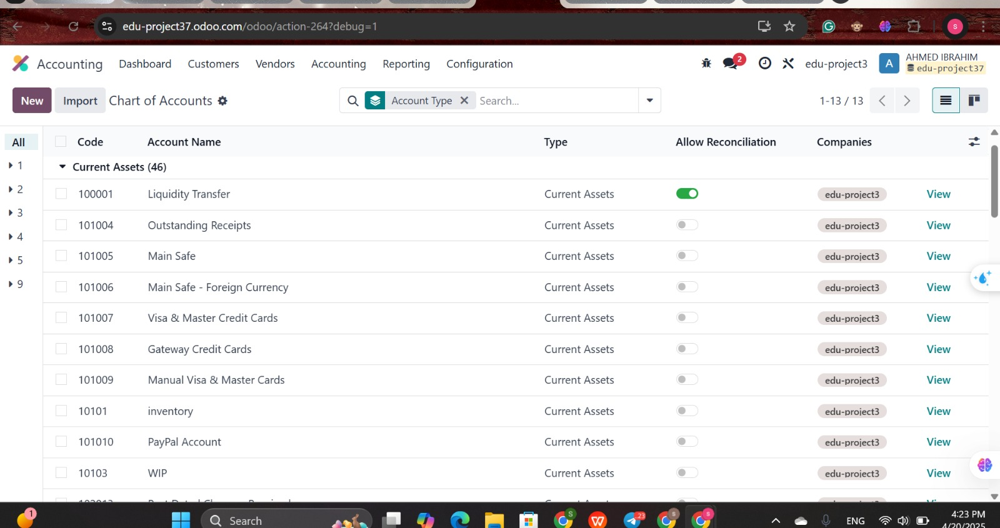 edu-project37.odoo.com/odoo/action-264?debug=1
s
Accounting Dashboard Customers Vendors Accounting Reporting Configuration
2
edu-project3
A
AHMED IBRAHIM
edu-project37
New Import Chart of Accounts
Account Type
Search...
1-13 / 13
All
1
2
3
4
5
9
Code Account Name Type Allow Reconciliation Companies
Current Assets (46)
100001 Liquidity Transfer Current Assets edu-project3 View
101004 Outstanding Receipts Current Assets edu-project3 View
101005 Main Safe Current Assets edu-project3 View
101006 Main Safe - Foreign Currency Current Assets edu-project3 View
101007 Visa & Master Credit Cards Current Assets edu-project3 View
101008 Gateway Credit Cards Current Assets edu-project3 View
101009 Manual Visa & Master Cards Current Assets edu-project3 View
10101 inventory Current Assets edu-project3 View
101010 PayPal Account Current Assets edu-project3 View
10103 WIP Current Assets edu-project3 View
1
Search
S
23
s
s
ENG
4:23 PM
4/20/2025